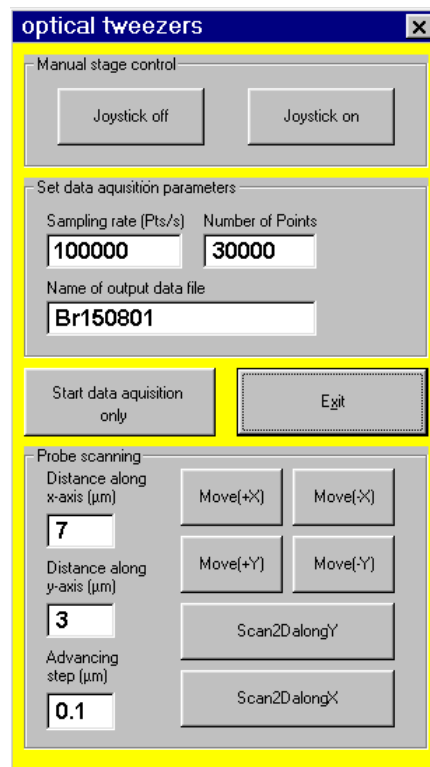 optical tweezers
Manual stage control
Joystick off Joystick on
Set data aquisition parameters
Sampling rate (Pts/s) Number of Points
100000 30000
Name of output data file
Br150801
Start data aquisition
only
Exit
Probe scanning
Distance along
x-axis (µm)
7
Move(+X) Move(-X)
Distance along
y-axis (µm)
3
Move(+Y) Move(-Y)
Scan2DalongY
Advancing
step (µm)
0.1
Scan2DalongX